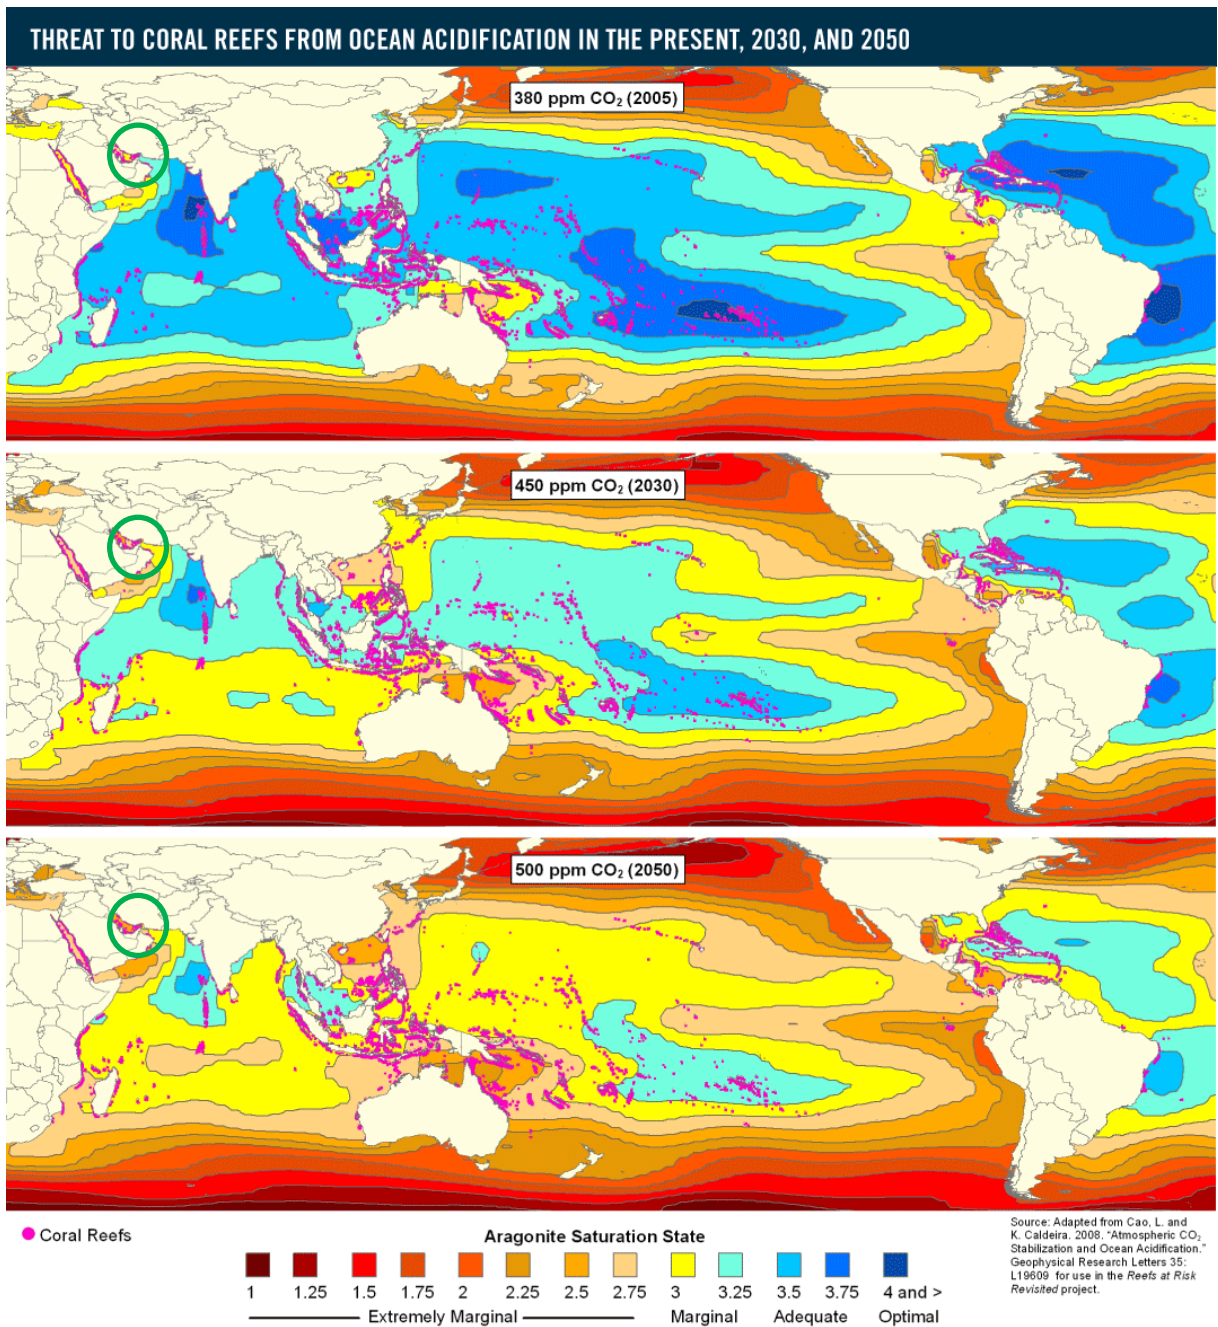 THREAT TO CORAL REEFS FROM OCEAN ACIDIFICATION IN THE PRESENT, 2030, AND 2050
380 ppm CO₂ (2005)
450 ppm CO₂ (2030)
500 ppm CO₂ (2050)
Coral Reefs
Aragonite Saturation State
1 1.25 1.5 1.75 2 2.25 2.5 2.75 3 3.25 3.5 3.75 4 and >
Extremely Marginal Marginal Adequate Optimal
Source: Adapted from Cao, L. and
K. Caldeira. 2008. "Atmospheric CO₂
Stabilization and Ocean Acidification."
Geophysical Research Letters 35:
L19609 for use in the Reefs at Risk
Revisited project.